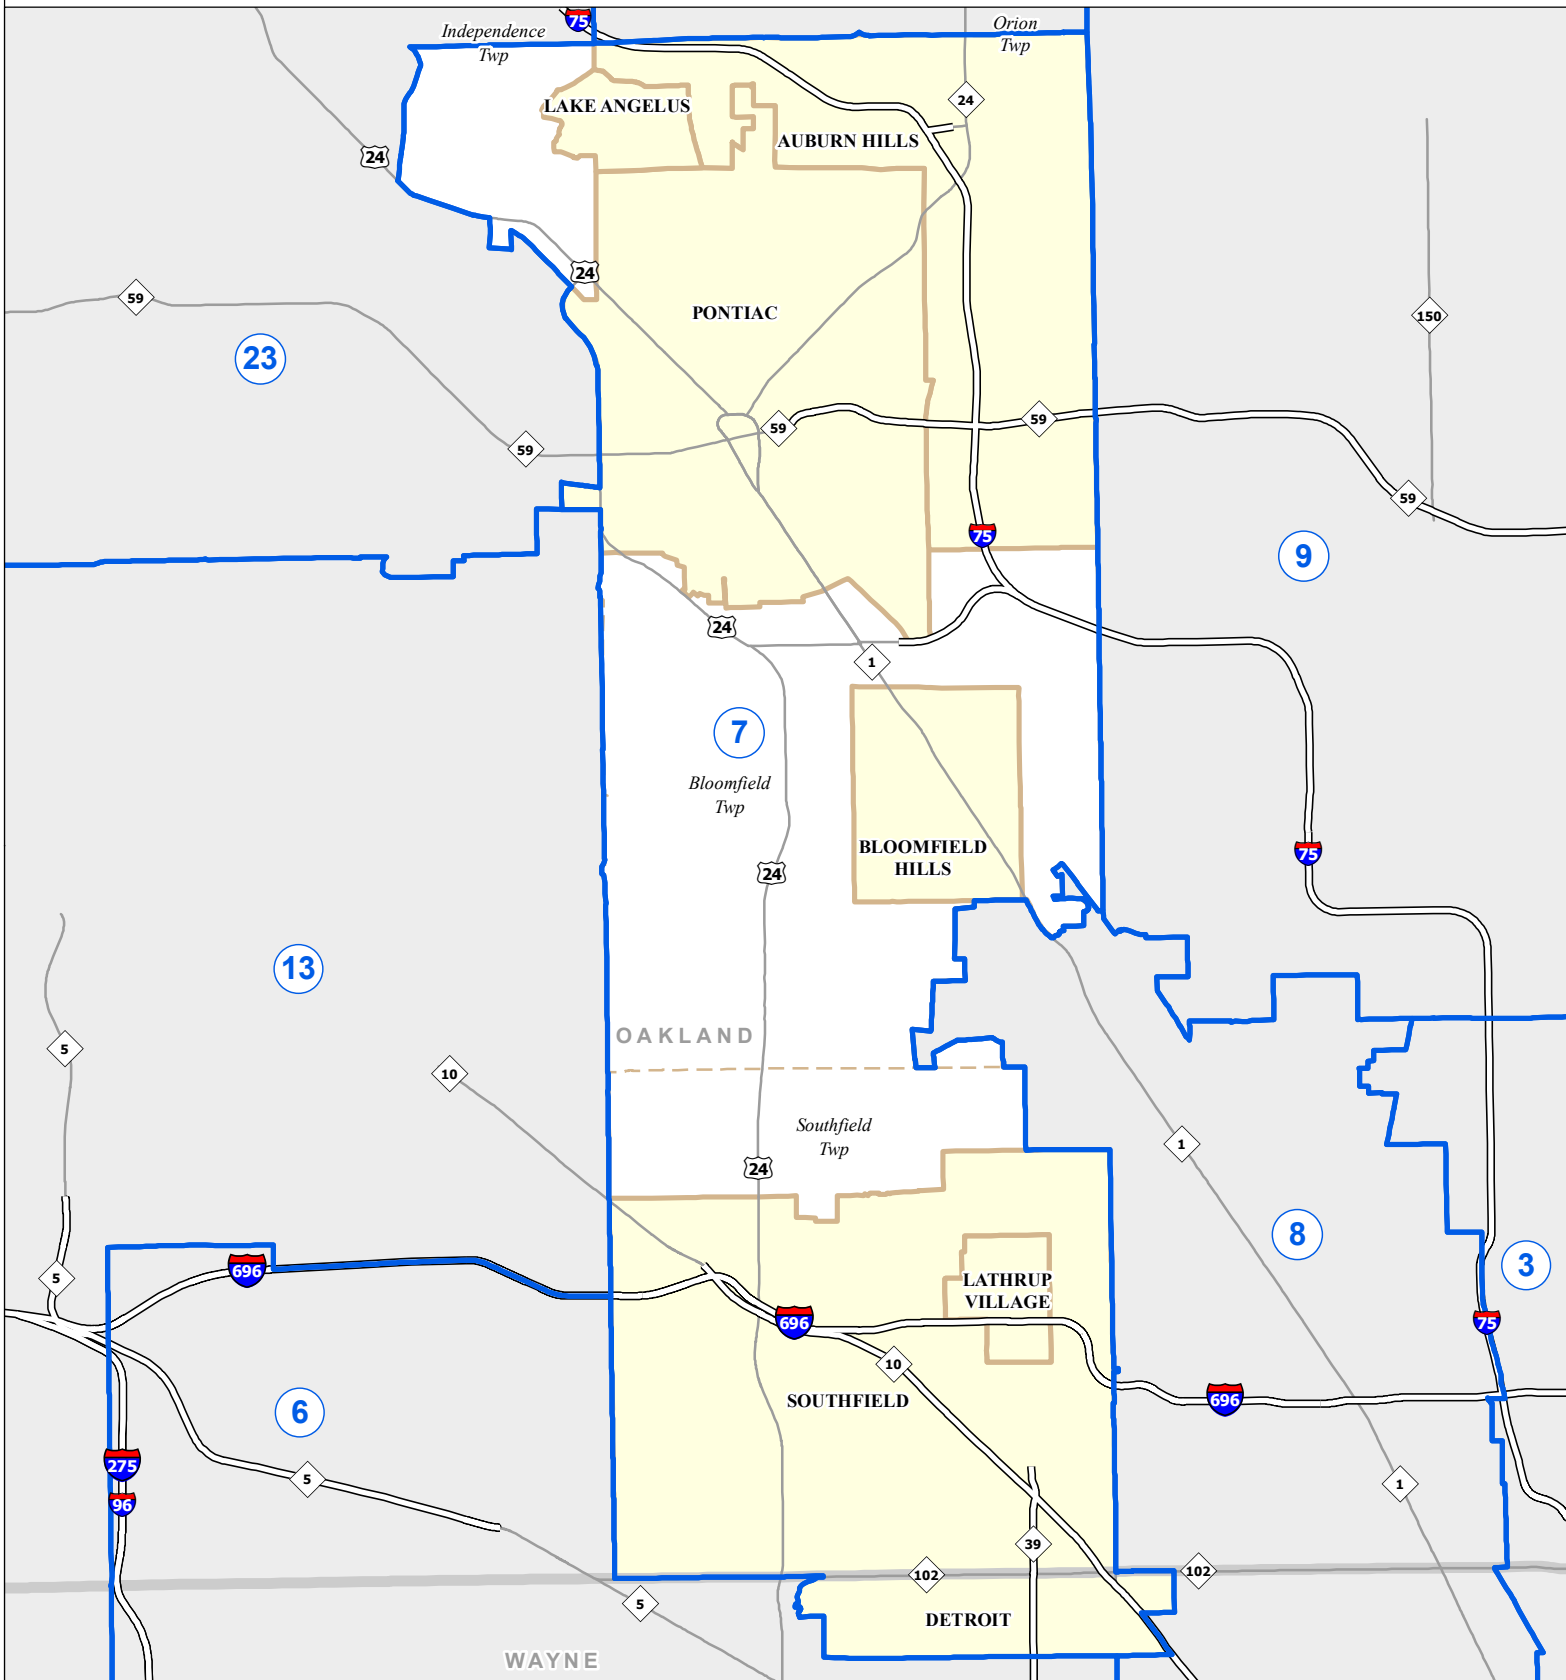 75
Independence
Twp
Orion
Twp
24
LAKE ANGELUS
AUBURN HILLS
24
24
59
PONTIAC
150
23
59
59
59
59
75
9
24
1
7
Bloomfield
Twp
BLOOMFIELD
HILLS
75
24
13
OAKLAND
5
10
Southfield
Twp
1
24
8
3
5
696
LATHRUP
VILLAGE
696
75
10
SOUTHFIELD
696
6
275
5
1
96
39
102
102
5
DETROIT
WAYNE